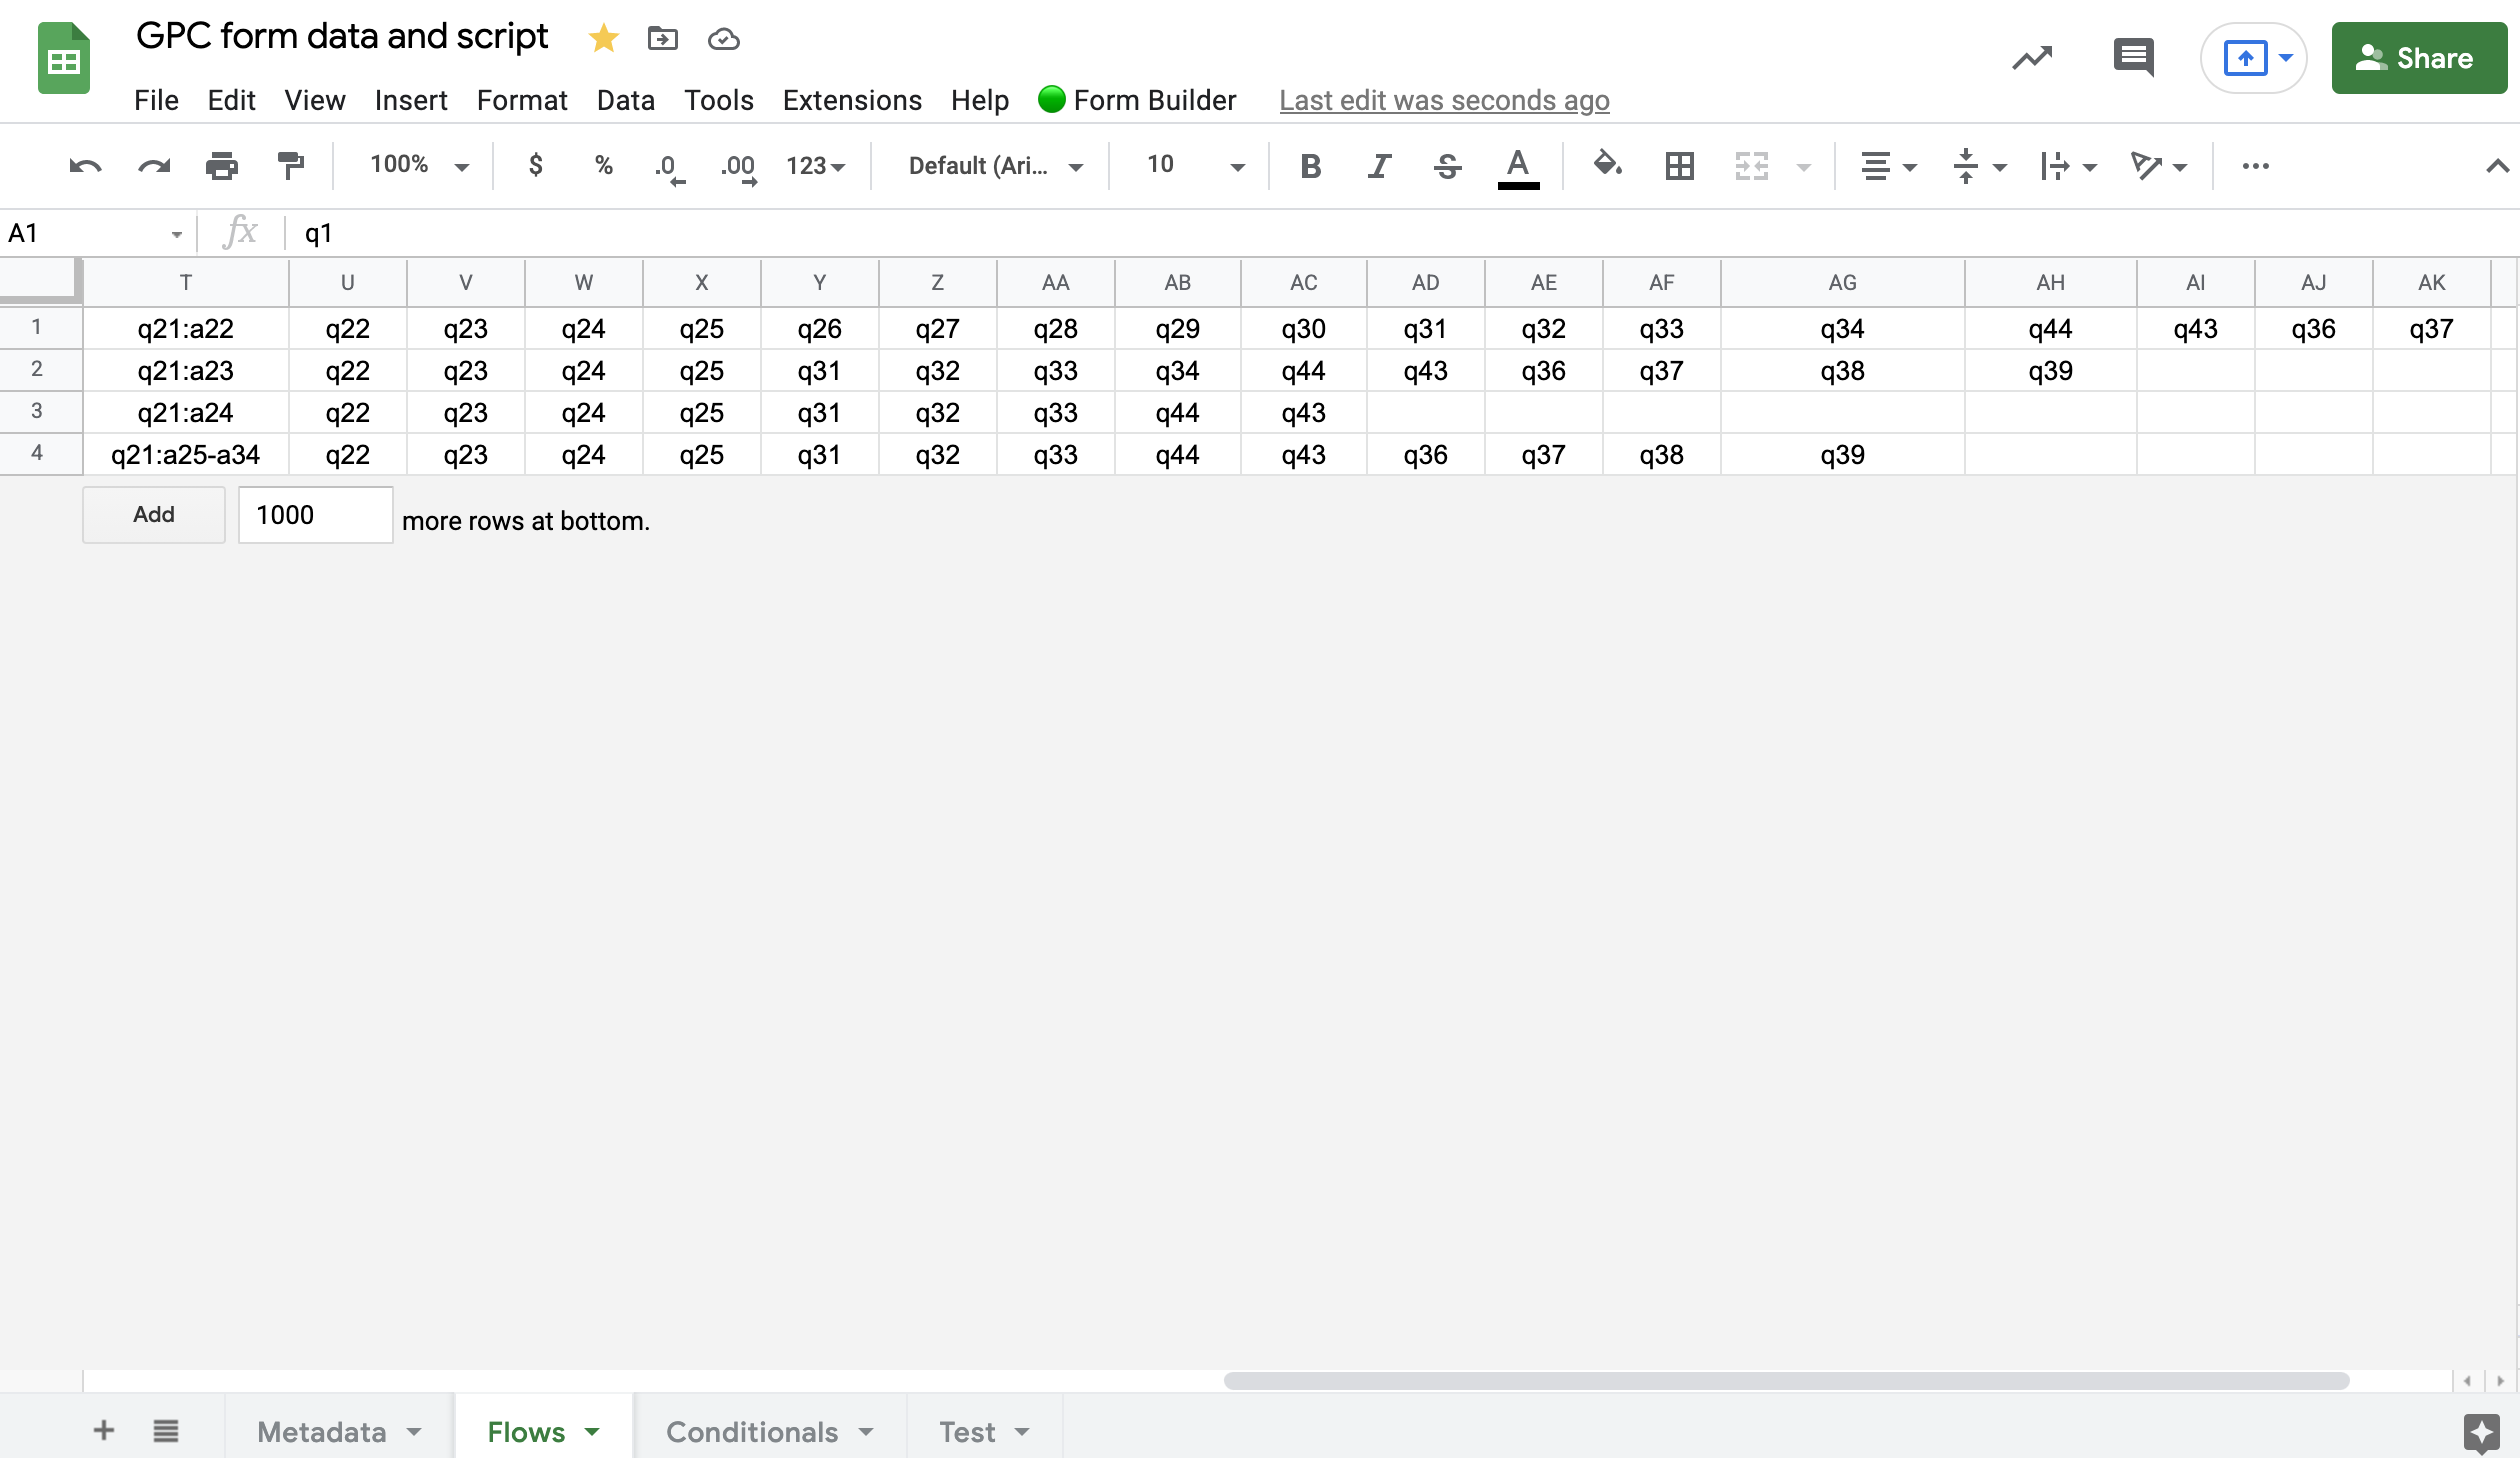 GPC form data and script
Share
File Edit View Insert Format Data Tools Extensions Help Form Builder Last edit was seconds ago
100% $ % .0 .00 123 Default (Ari... 10 B I S A
A1 fx q1
T U V W X Y Z AA AB AC AD AE AF AG AH AI AJ AK
1 q21:a22 q22 q23 q24 q25 q26 q27 q28 q29 q30 q31 q32 q33 q34 q44 q43 q36 q37
2 q21:a23 q22 q23 q24 q25 q31 q32 q33 q34 q44 q43 q36 q37 q38 q39
3 q21:a24 q22 q23 q24 q25 q31 q32 q33 q44 q43
4 q21:a25-a34 q22 q23 q24 q25 q31 q32 q33 q44 q43 q36 q37 q38 q39
Add 1000 more rows at bottom.
Metadata Flows Conditionals Test